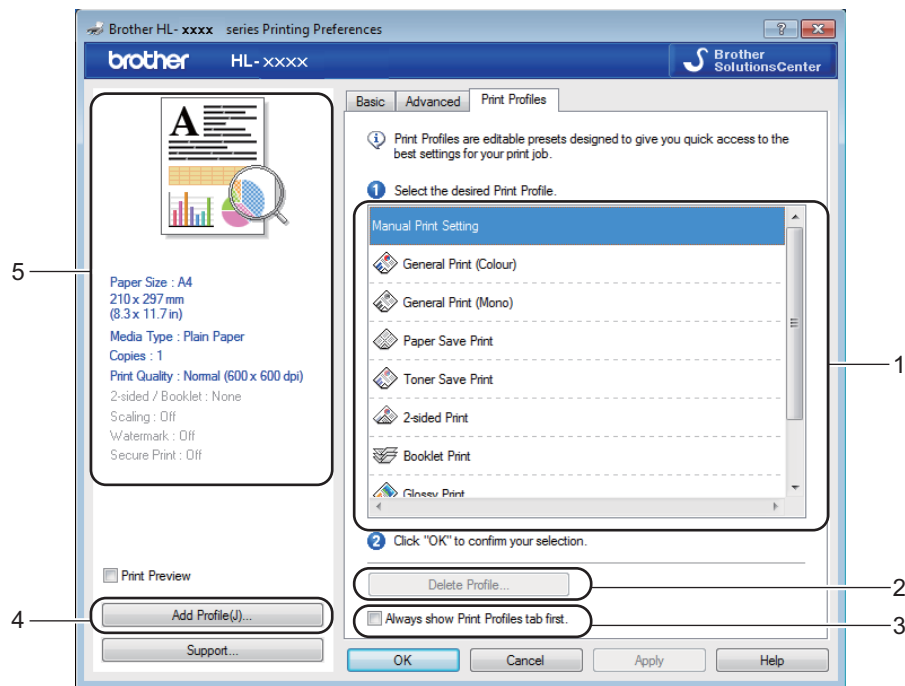 Brother HL- xxxx series Printing Preferences
brother HL-xxxx
Brother
SolutionsCenter
A
Paper Size : A4
210 x 297 mm
(8.3 x 11.7 in)
Media Type : Plain Paper
Copies : 1
Print Quality : Normal (600 x 600 dpi)
2-sided / Booklet : None
Scaling : Off
Watermark : Off
Secure Print : Off
Print Preview
Add Profile(J)...
Support...
Basic Advanced Print Profiles
Print Profiles are editable presets designed to give you quick access to the
best settings for your print job.
1 Select the desired Print Profile.
Manual Print Setting
General Print (Colour)
General Print (Mono)
Paper Save Print
Toner Save Print
2-sided Print
Booklet Print
Glossy Print
2 Click "OK" to confirm your selection.
Delete Profile...
Always show Print Profiles tab first.
OK Cancel Apply Help
1
2
3
4
5